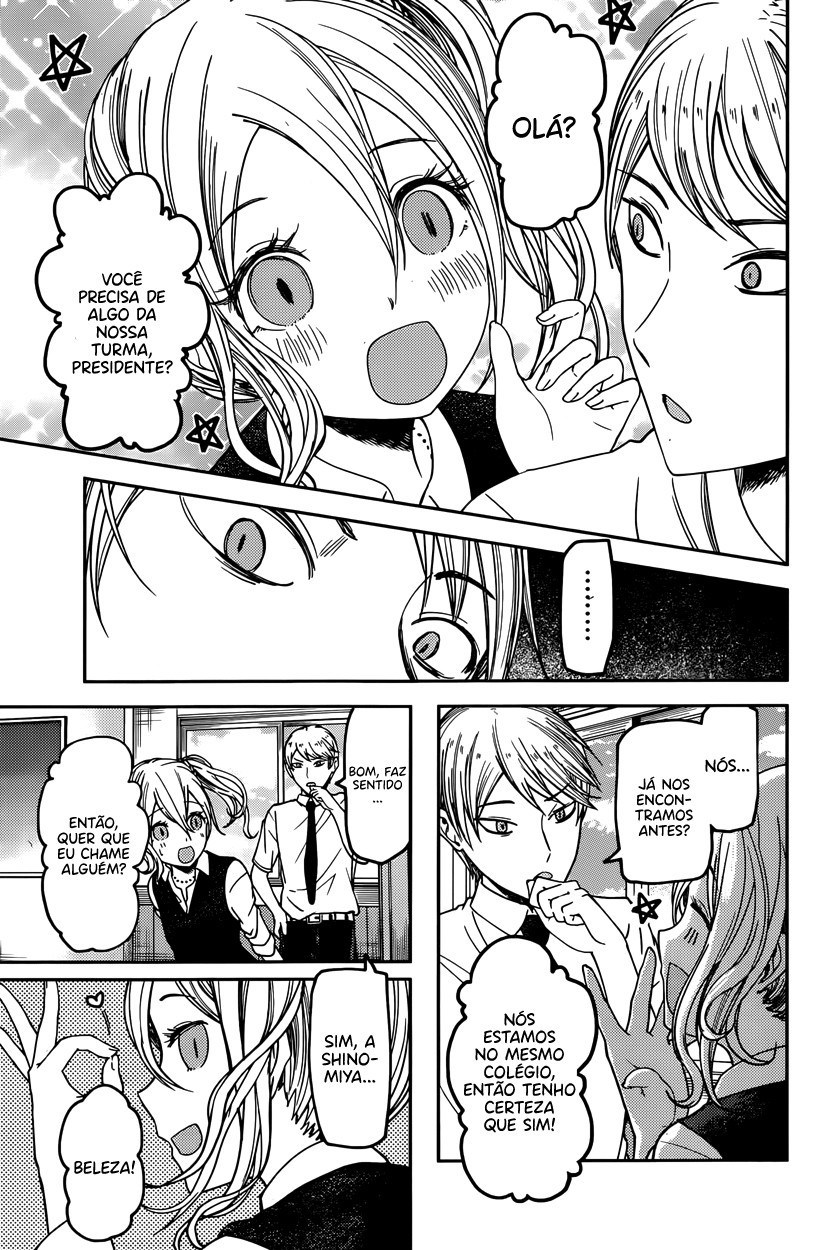 OLÁ?
VOCÊ
PRECISA DE
ALGO DA
NOSSA
TURMA,
PRESIDENTE?
.........
NÓS...
JÁ NOS
ENCON-
TRAMOS
ANTES?
NÓS
ESTAMOS
NO MESMO
COLÉGIO,
ENTÃO TENHO
CERTEZA
QUE SIM!
BOM, FAZ
SENTIDO
...
ENTÃO,
QUER QUE
EU CHAME
ALGUÉM?
SIM, A
SHINO-
MIYA...
BELEZA!